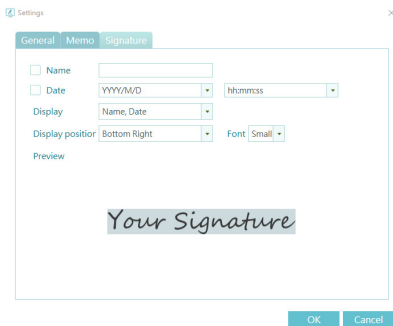 Settings
General Memo Signature
Name
Date YYYY/M/D hh:mm:ss
Display Name, Date
Display position Bottom Right Font Small
Preview
Your Signature
OK Cancel